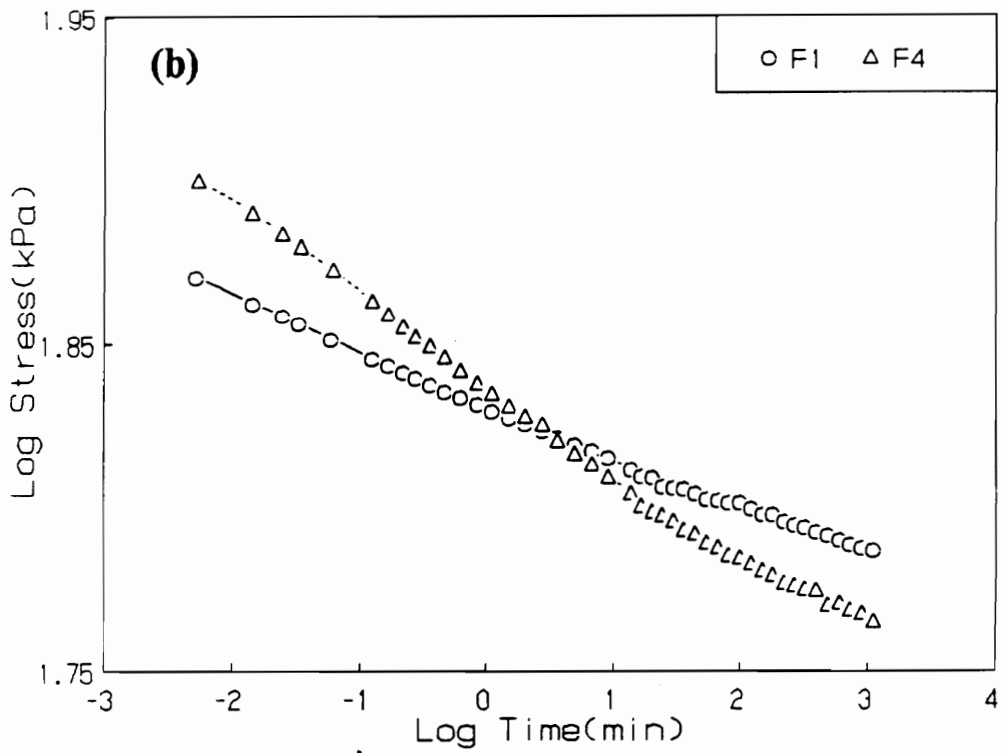 1.95
(b)
○ F1 △ F4
Log Stress(kPa)
1.85
1.75
-3 -2 -1 0 1 2 3 4
Log Time(min)